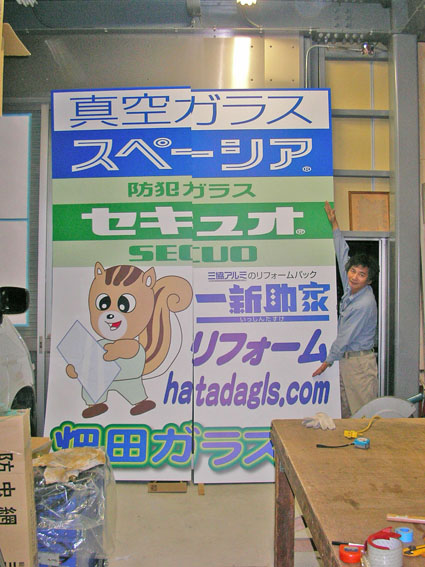 真空ガラス
スペーシア®
防犯ガラス
セキュオ®
SECUO
三協アルミのリフォームパック
一新助家
いっしんたすけ
リフォーム
hatadagls.com
畑田ガラス
防虫網